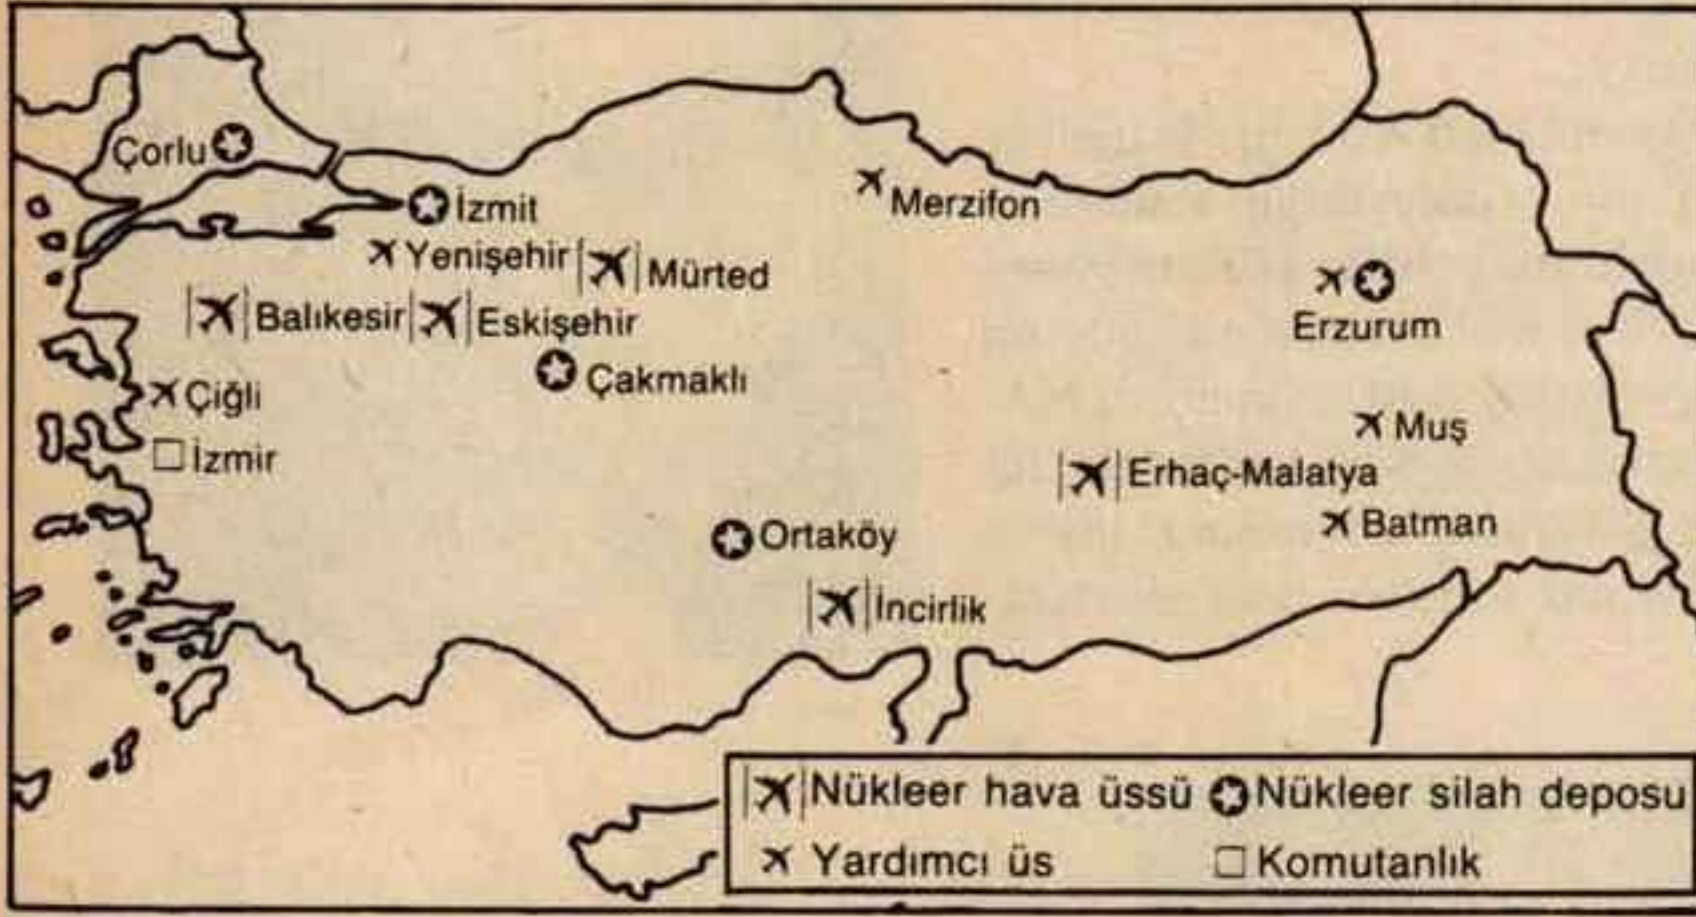 Çorlu
İzmit
Merzifon
Yenişehir
Mürted
Balıkesir
Eskişehir
Erzurum
Çakmaklı
Çiğli
Muş
İzmir
Erhaç-Malatya
Batman
Ortaköy
İncirlik
Nükleer hava üssü
Nükleer silah deposu
Yardımcı üs
Komutanlık